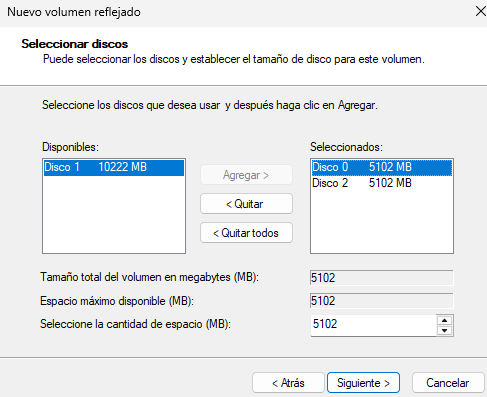 Nuevo volumen reflejado
Seleccionar discos
Puede seleccionar los discos y establecer el tamaño de disco para este volumen.
Seleccione los discos que desea usar y después haga clic en Agregar.
Disponibles:
Disco 1 10222 MB
Agregar >
< Quitar
< Quitar todos
Seleccionados:
Disco 0 5102 MB
Disco 2 5102 MB
Tamaño total del volumen en megabytes (MB): 5102
Espacio máximo disponible (MB): 5102
Seleccione la cantidad de espacio (MB): 5102
< Atrás Siguiente > Cancelar